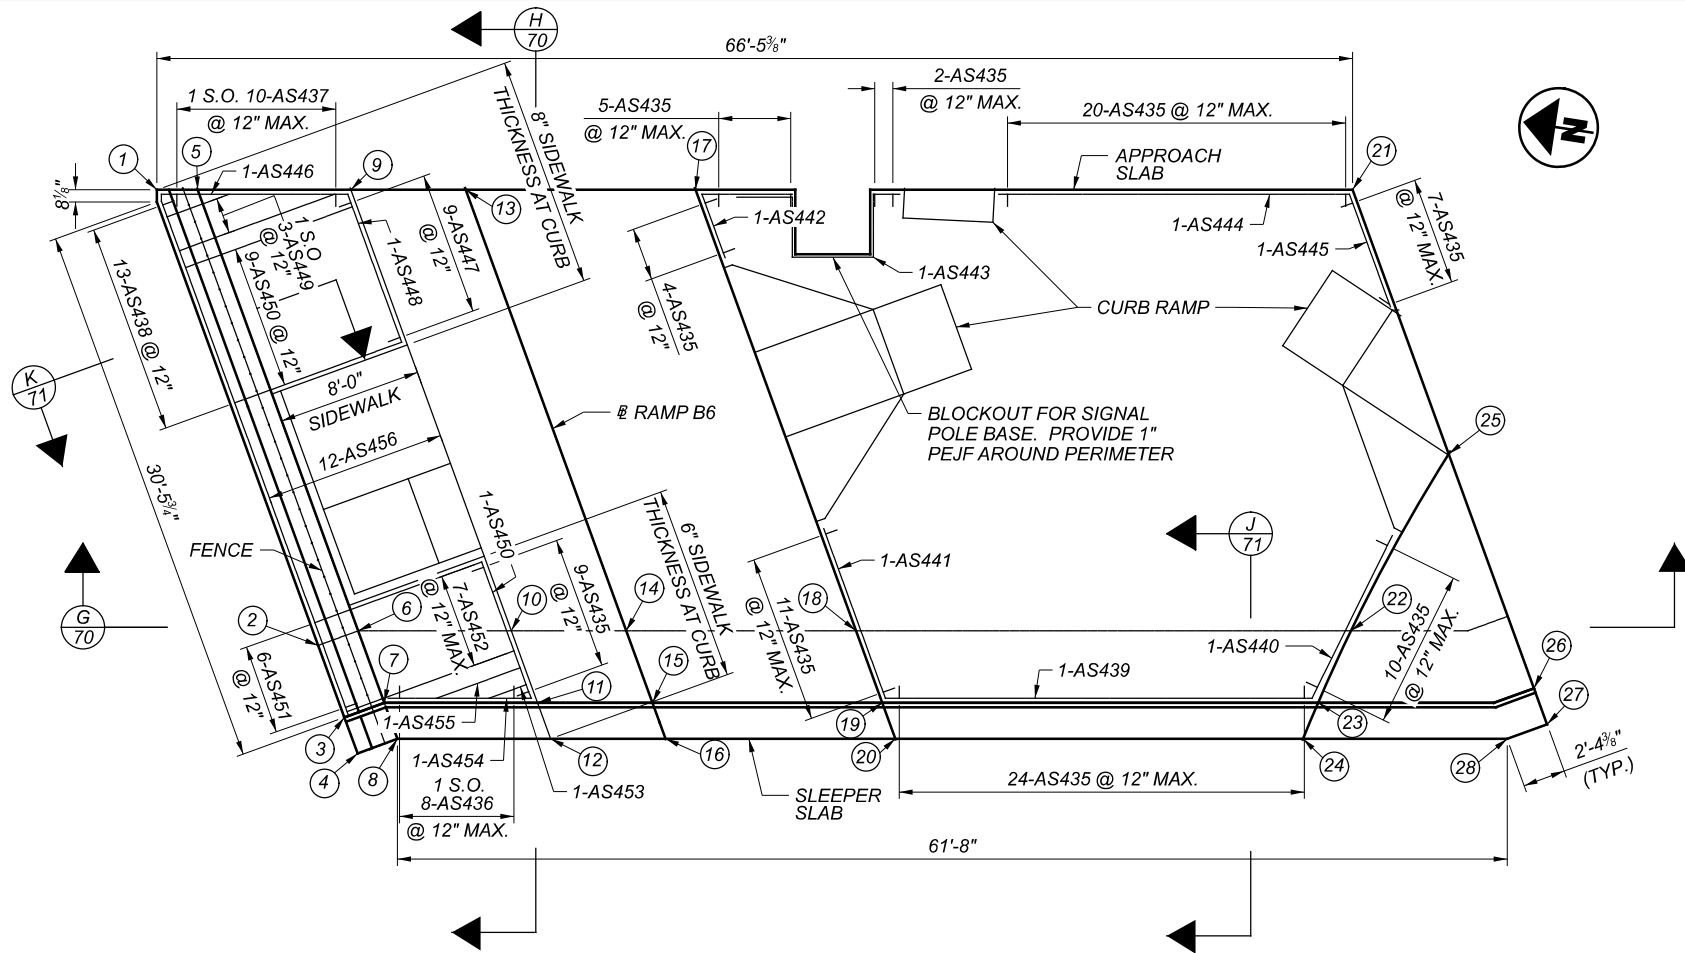 H
70
66'-5⅜"
1 S.O. 10-AS437
@ 12" MAX.
8" SIDEWALK
THICKNESS AT CURB
5-AS435
@ 12" MAX.
2-AS435
@ 12" MAX.
20-AS435 @ 12" MAX.
N
1
5
9
17
21
8⅛"
1-AS446
13
APPROACH
SLAB
1 S.O
3-AS449
@ 12"
9-AS450 @ 12"
1-AS448
9-AS447
@ 12"
1-AS442
1-AS444
1-AS445
7-AS435
@ 12" MAX.
13-AS438 @ 12"
4-AS435
@ 12"
1-AS443
CURB RAMP
K
71
8'-0"
SIDEWALK
12-AS456
℄ RAMP B6
BLOCKOUT FOR SIGNAL
POLE BASE. PROVIDE 1"
PEJF AROUND PERIMETER
25
30'-5¾"
FENCE
1-AS450
6" SIDEWALK
THICKNESS AT CURB
J
71
1-AS441
G
70
2
6
7-AS452
@ 12" MAX.
10
9-AS435
@ 12"
14
18
11-AS435
@ 12" MAX.
22
1-AS440
10-AS435
@ 12" MAX.
6-AS451
@ 12"
7
11
15
1-AS439
26
27
3
1-AS455
19
23
4
8
1-AS454
12
16
20
24
28
2'-4⅜"
(TYP.)
1 S.O.
8-AS436
@ 12" MAX.
1-AS453
SLEEPER
SLAB
24-AS435 @ 12" MAX.
61'-8"